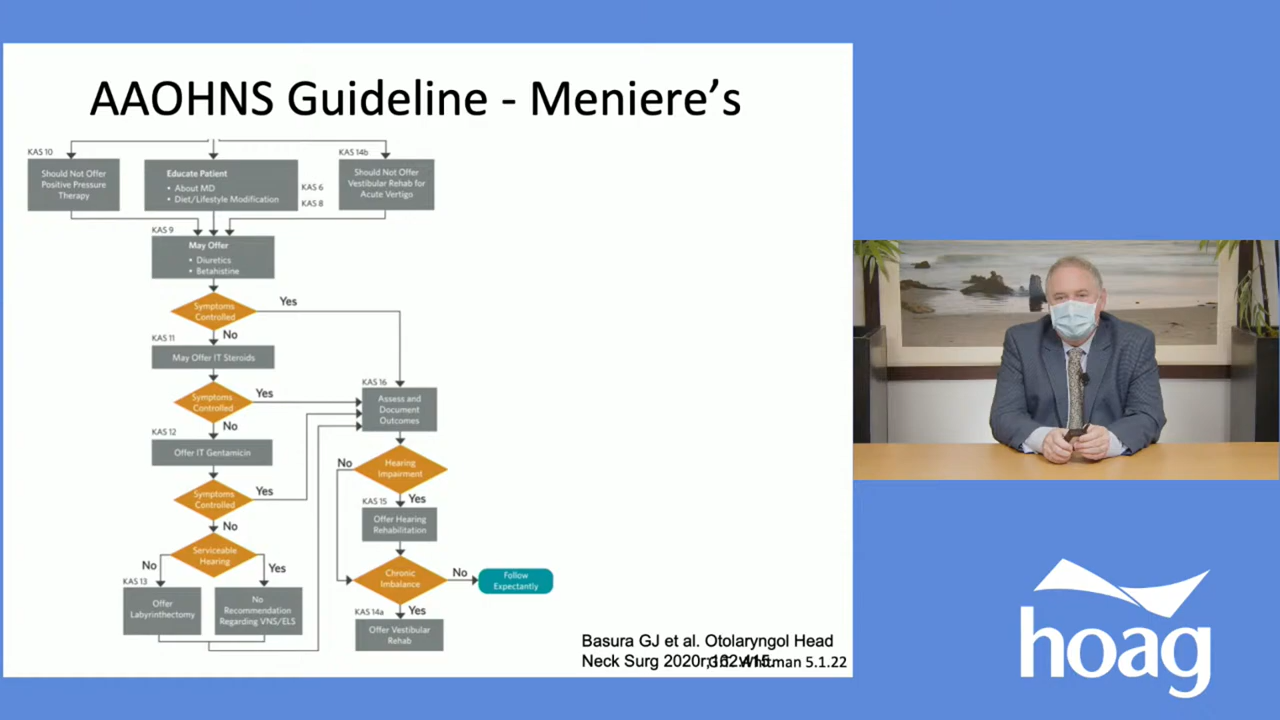 AAOHNS Guideline - Meniere’s
KAS 10
Should Not Offer
Positive Pressure
Therapy
Educate Patient
• About MD
• Diet/Lifestyle Modification
KAS 6
KAS 8
KAS 14b
Should Not Offer
Vestibular Rehab for
Acute Vertigo
KAS 9
May Offer
• Diuretics
• Betahistine
Symptoms
Controlled
Yes
No
KAS 11
May Offer IT Steroids
Symptoms
Controlled
Yes
No
KAS 12
Offer IT Gentamicin
Symptoms
Controlled
Yes
No
Serviceable
Hearing
No
Yes
KAS 13
Offer
Labyrinthectomy
No
Recommendation
Regarding VNS/ELS
KAS 16
Assess and
Document
Outcomes
Hearing
Impairment
No
Yes
KAS 15
Offer Hearing
Rehabilitation
Chronic
Imbalance
No
Follow
Expectantly
Yes
KAS 14a
Offer Vestibular
Rehab
Basura GJ et al. Otolaryngol Head
Neck Surg 2020 5.1.22
hoag